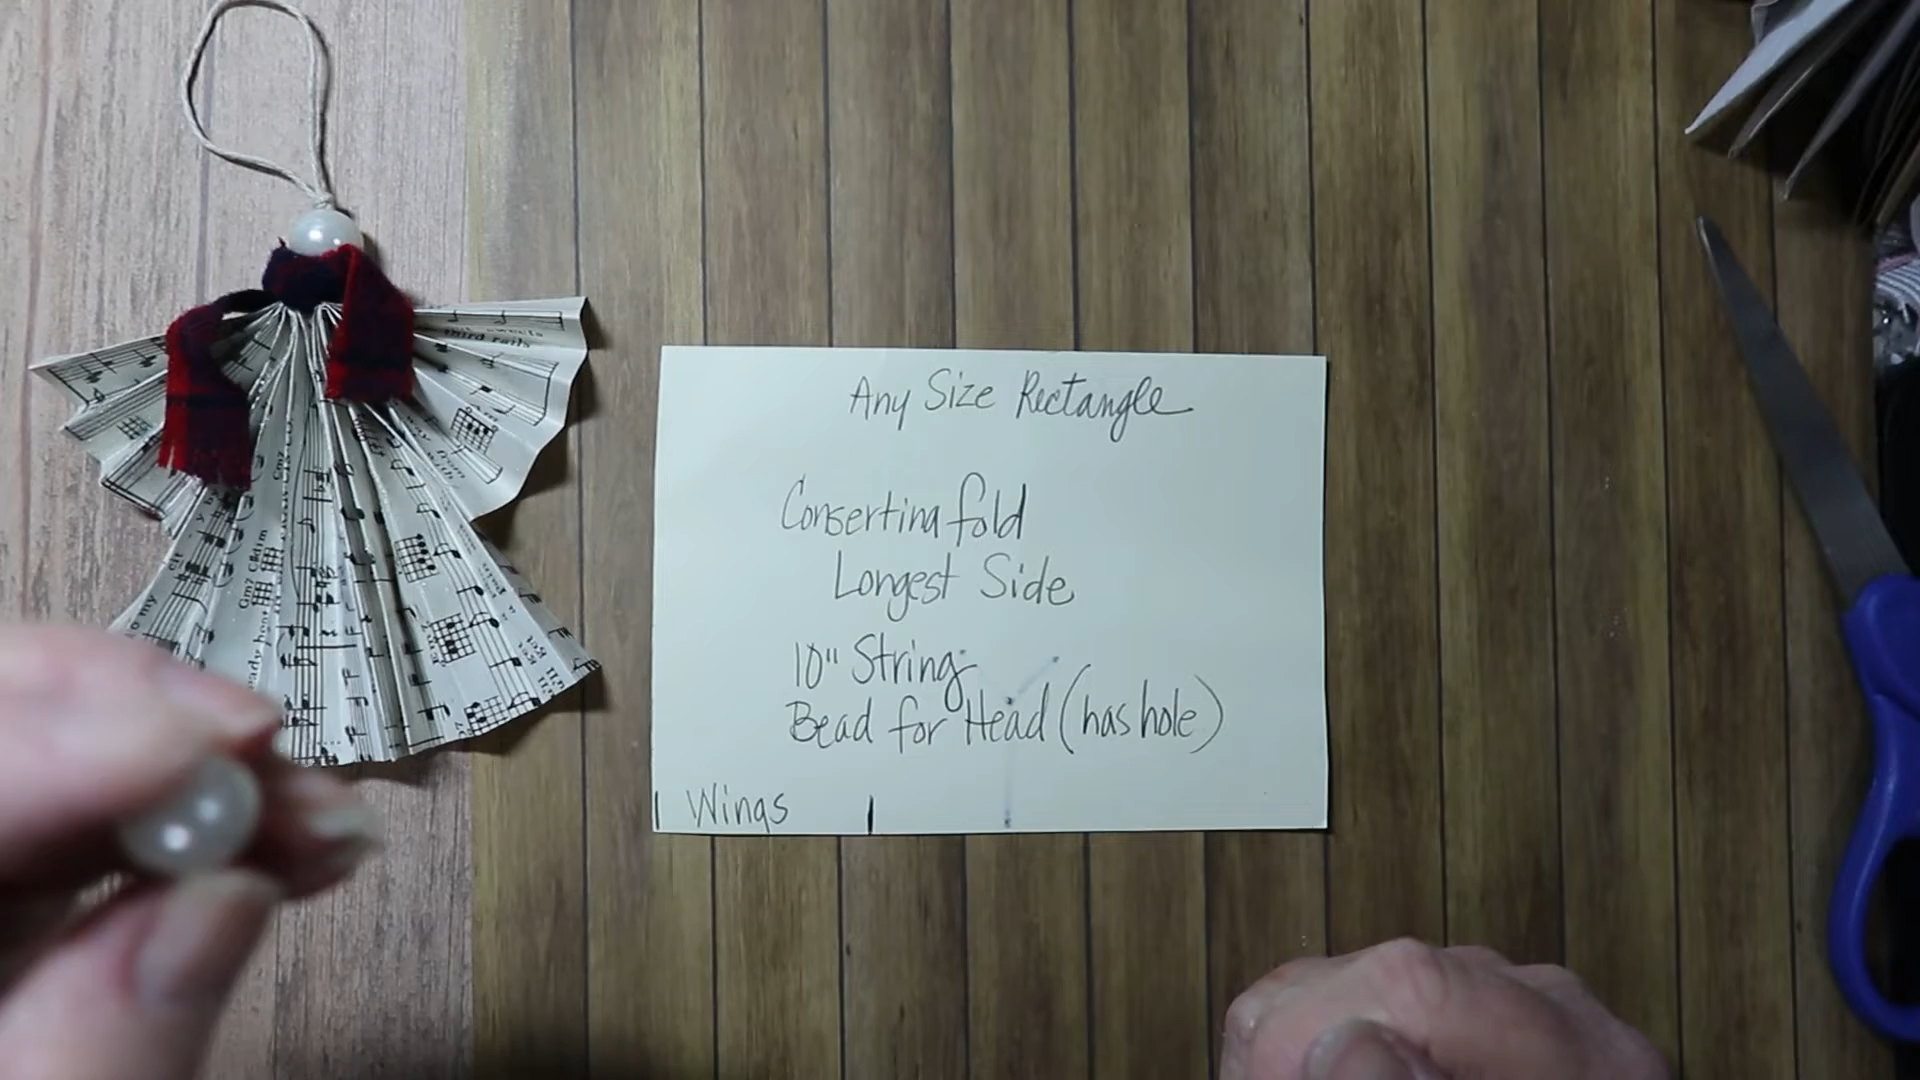 Any Size Rectangle
Consertina fold
Longest Side
10" String
Bead for Head (has hole)
Wings